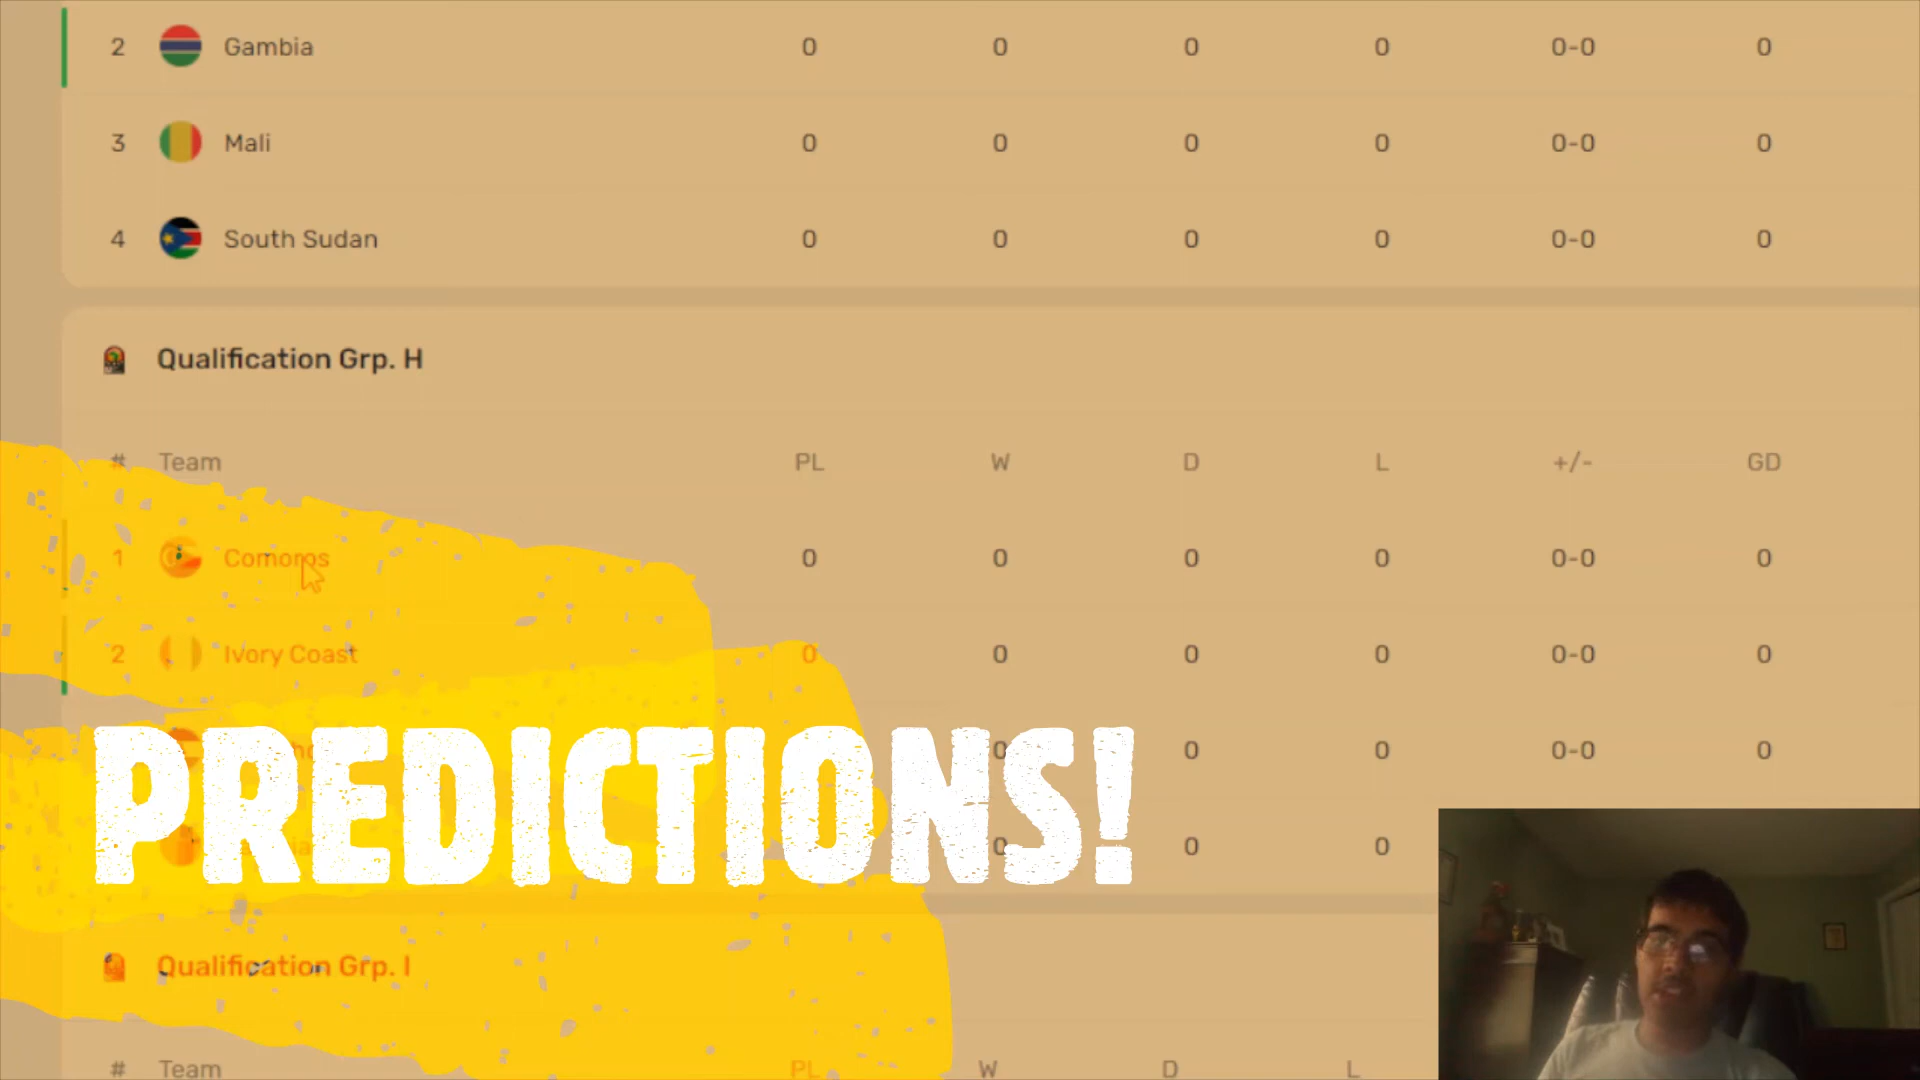 2 Gambia 0 0 0 0 0-0 0
3 Mali 0 0 0 0 0-0 0
4 South Sudan 0 0 0 0 0-0 0
Qualification Grp. H
# Team PL W D L +/- GD
1 Comoros 0 0 0 0 0-0 0
2 Ivory Coast 0 0 0 0 0-0 0
0 0 0 0-0 0
PREDICTIONS!
0 0 0
Qualification Grp. I
# Team PL W D L